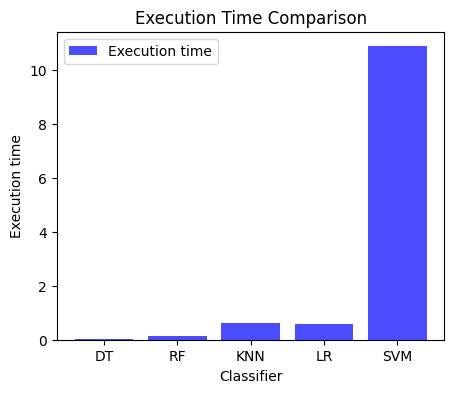 Execution Time Comparison
Execution time
Execution time
10
8
6
4
2
0
DT RF KNN LR SVM
Classifier